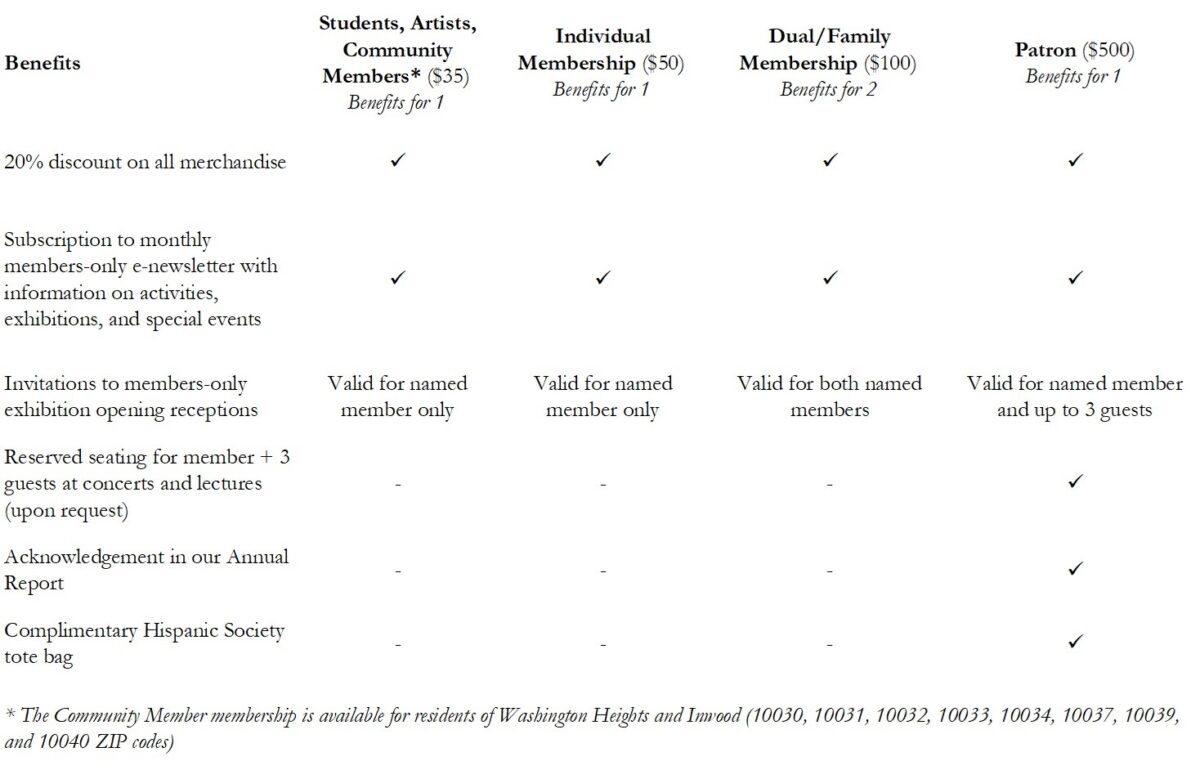 Benefits
Students, Artists,
Community
Members* ($35)
Benefits for 1
Individual
Membership ($50)
Benefits for 1
Dual/Family
Membership ($100)
Benefits for 2
Patron ($500)
Benefits for 1
20% discount on all merchandise
✓ ✓ ✓ ✓
Subscription to monthly
members-only e-newsletter with
information on activities,
exhibitions, and special events
✓ ✓ ✓ ✓
Invitations to members-only
exhibition opening receptions
Valid for named
member only
Valid for named
member only
Valid for both named
members
Valid for named member
and up to 3 guests
Reserved seating for member + 3
guests at concerts and lectures
(upon request)
- - - ✓
Acknowledgement in our Annual
Report
- - - ✓
Complimentary Hispanic Society
tote bag
- - - ✓
* The Community Member membership is available for residents of Washington Heights and Inwood (10030, 10031, 10032, 10033, 10034, 10037, 10039,
and 10040 ZIP codes)